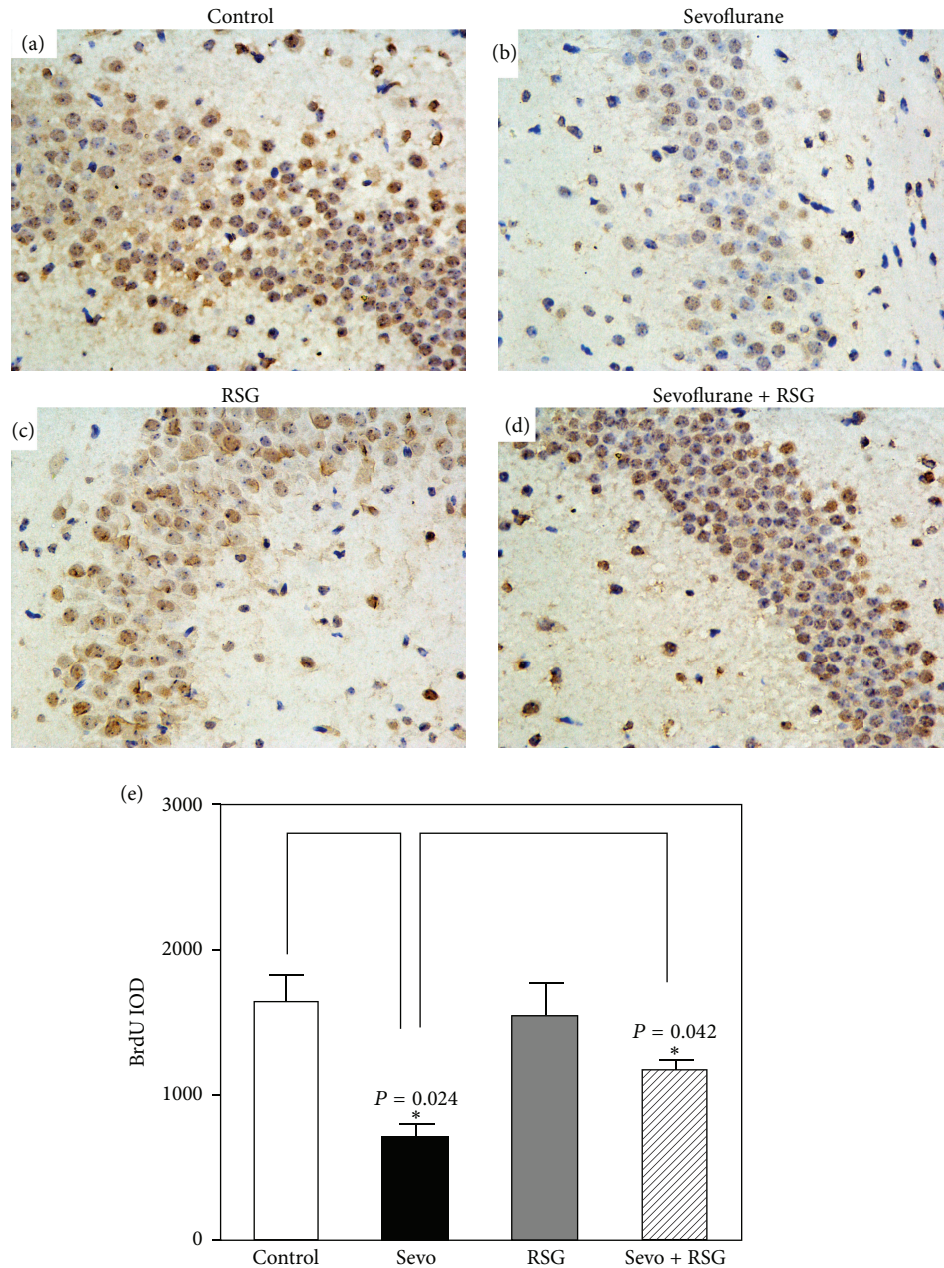 Control
Sevoflurane
(a)
(b)
RSG
Sevoflurane + RSG
(c)
(d)
(e)
3000
2000
1000
0
BrdU IOD
P = 0.024
*
P = 0.042
*
Control
Sevo
RSG
Sevo + RSG